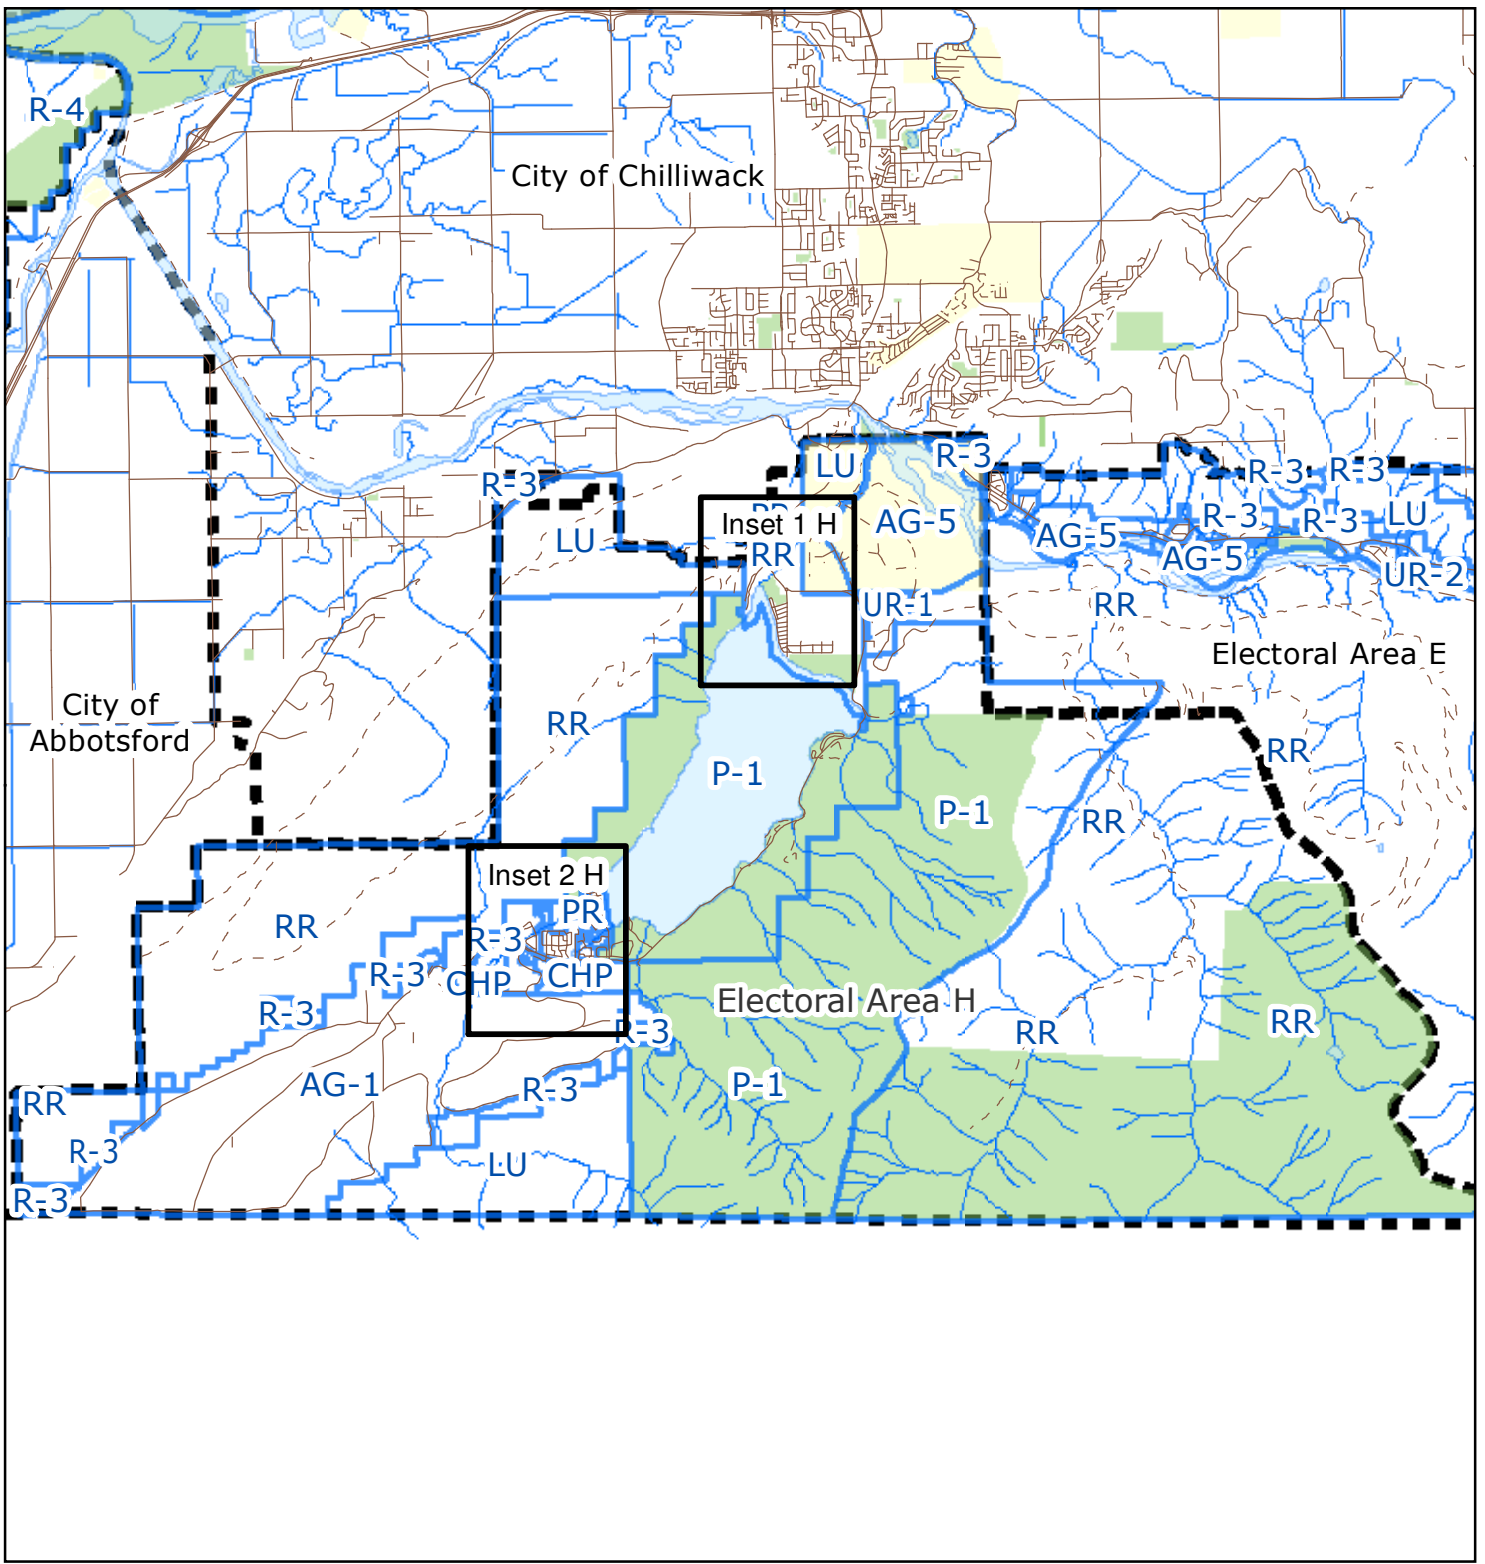 R-4
City of Chilliwack
R-3
LU
R-3
R-3
R-3
LU
Inset 1 H
RR
AG-5
AG-5
R-3
R-3
LU
AG-5
UR-2
UR-1
RR
Electoral Area E
City of
Abbotsford
RR
P-1
RR
P-1
RR
Inset 2 H
PR
RR
R-3
R-3
CHP
CHP
R-3
Electoral Area H
R-3
RR
RR
AG-1
R-3
P-1
RR
R-3
LU
R-3